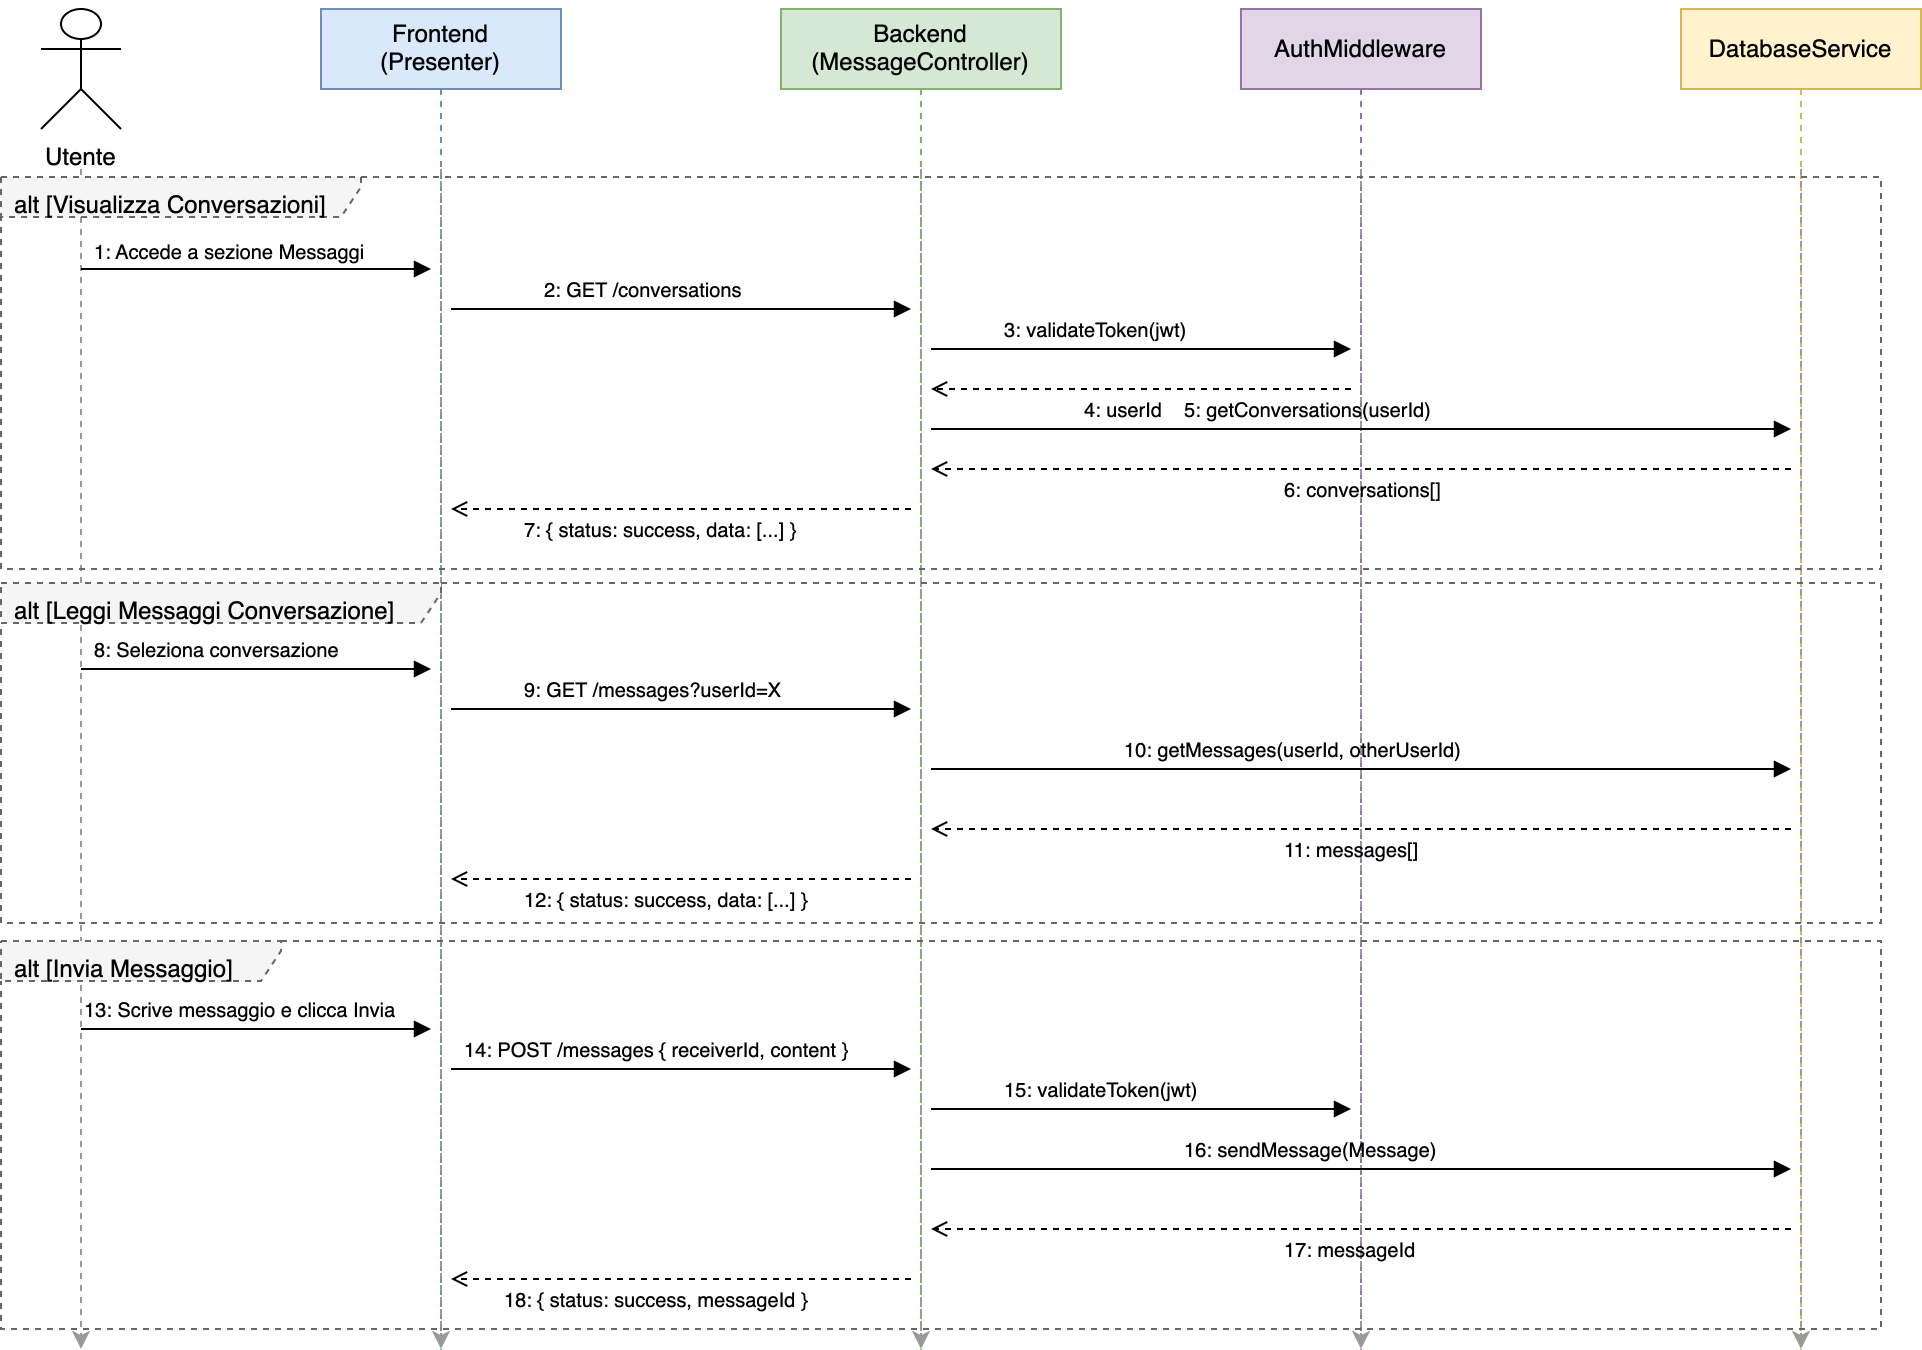 Frontend
(Presenter)
Backend
(MessageController)
AuthMiddleware
DatabaseService
Utente
alt [Visualizza Conversazioni]
1: Accede a sezione Messaggi
2: GET /conversations
3: validateToken(jwt)
4: userId
5: getConversations(userId)
6: conversations[]
7: { status: success, data: [...] }
alt [Leggi Messaggi Conversazione]
8: Seleziona conversazione
9: GET /messages?userId=X
10: getMessages(userId, otherUserId)
11: messages[]
12: { status: success, data: [...] }
alt [Invia Messaggio]
13: Scrive messaggio e clicca Invia
14: POST /messages { receiverId, content }
15: validateToken(jwt)
16: sendMessage(Message)
17: messageId
18: { status: success, messageId }